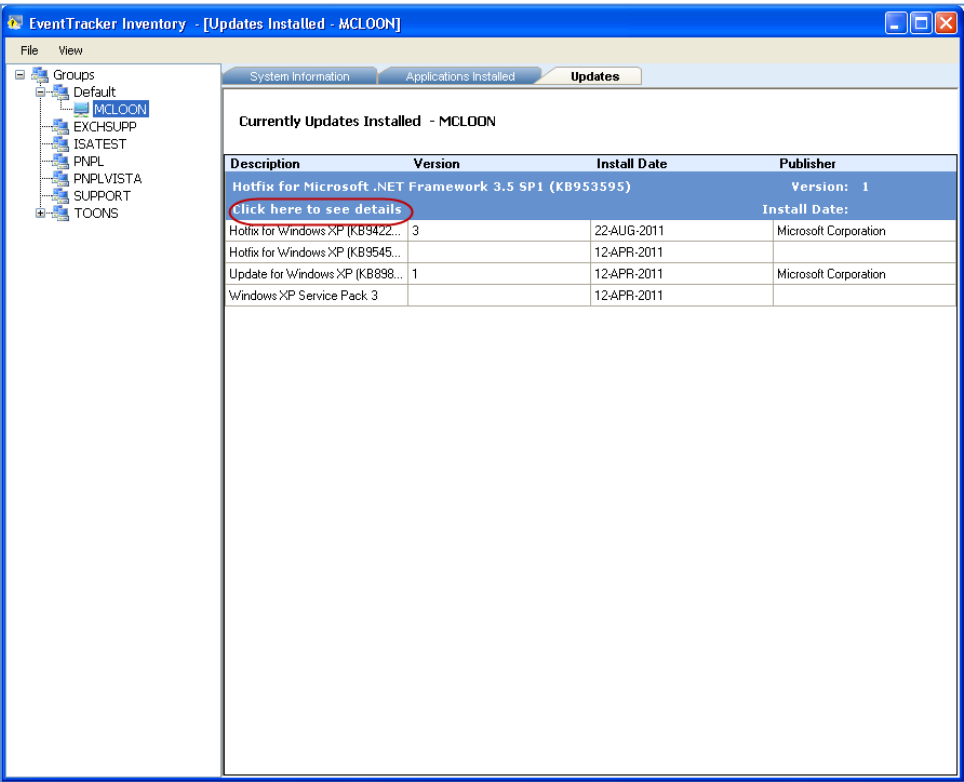 EventTracker Inventory - [Updates Installed - MCLOON]
File View
Groups
Default
MCLOON
EXCHSUPP
ISATEST
PNPL
PNPLVISTA
SUPPORT
TOONS
System Information Applications Installed Updates
Currently Updates Installed - MCLOON
Description Version Install Date Publisher
Hotfix for Microsoft .NET Framework 3.5 SP1 (KB953595) Version: 1
Click here to see details Install Date:
Hotfix for Windows XP (KB9422... 3 22-AUG-2011 Microsoft Corporation
Hotfix for Windows XP (KB9545... 12-APR-2011
Update for Windows XP (KB898... 1 12-APR-2011 Microsoft Corporation
Windows XP Service Pack 3 12-APR-2011